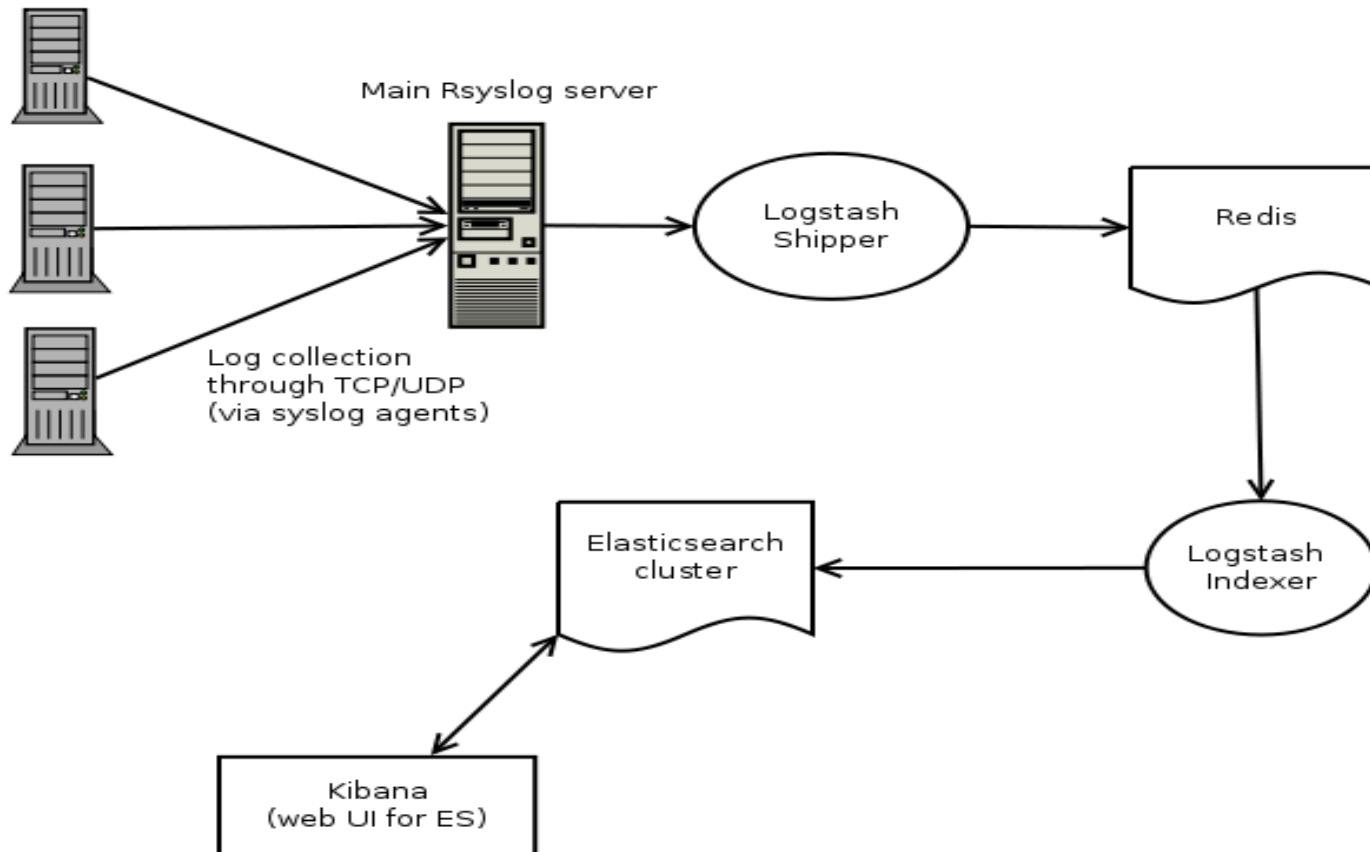 Main Rsyslog server
Logstash
Shipper
Redis
Log collection
through TCP/UDP
(via syslog agents)
Elasticsearch
cluster
Logstash
Indexer
Kibana
(web UI for ES)